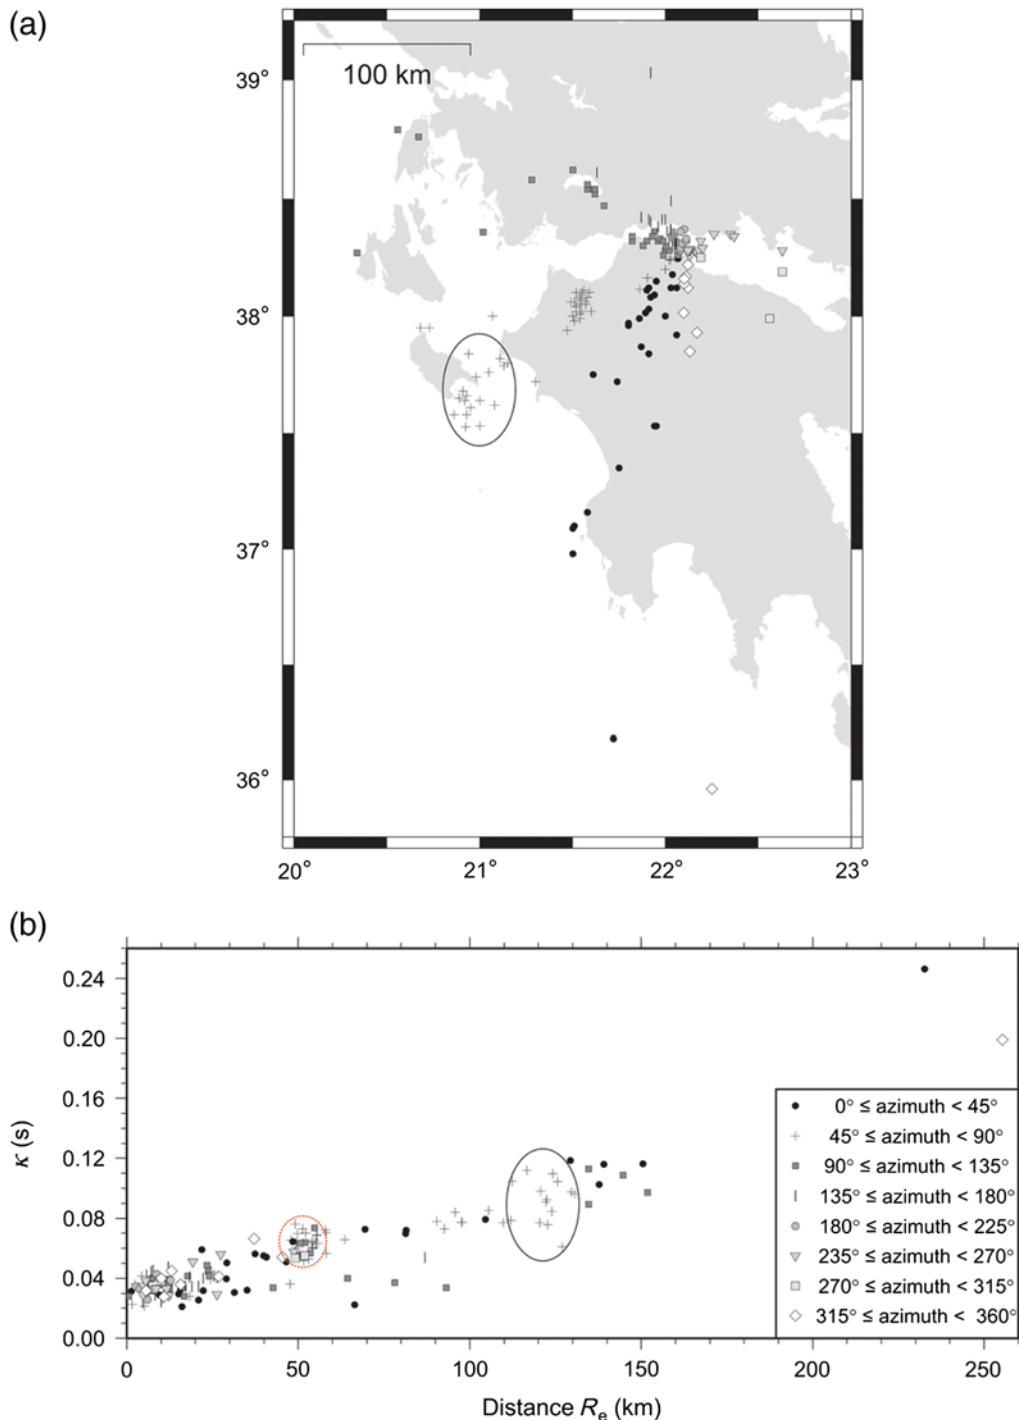 (a)
100 km
39°
38°
37°
36°
20°
21°
22°
23°
(b)
0.24
0.20
0.16
0.12
0.08
0.04
0.00
κ (s)
0° ≤ azimuth < 45°
45° ≤ azimuth < 90°
90° ≤ azimuth < 135°
135° ≤ azimuth < 180°
180° ≤ azimuth < 225°
235° ≤ azimuth < 270°
270° ≤ azimuth < 315°
315° ≤ azimuth < 360°
0
50
100
150
200
250
Distance Re (km)